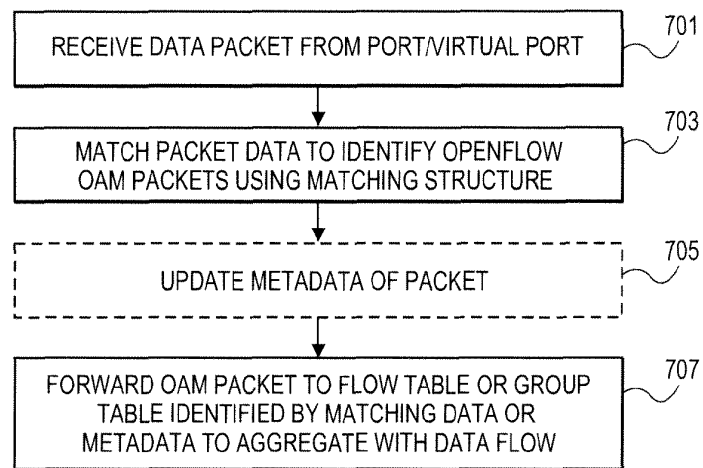 RECEIVE DATA PACKET FROM PORT/VIRTUAL PORT
701
MATCH PACKET DATA TO IDENTIFY OPENFLOW
OAM PACKETS USING MATCHING STRUCTURE
703
UPDATE METADATA OF PACKET
705
FORWARD OAM PACKET TO FLOW TABLE OR GROUP
TABLE IDENTIFIED BY MATCHING DATA OR
METADATA TO AGGREGATE WITH DATA FLOW
707